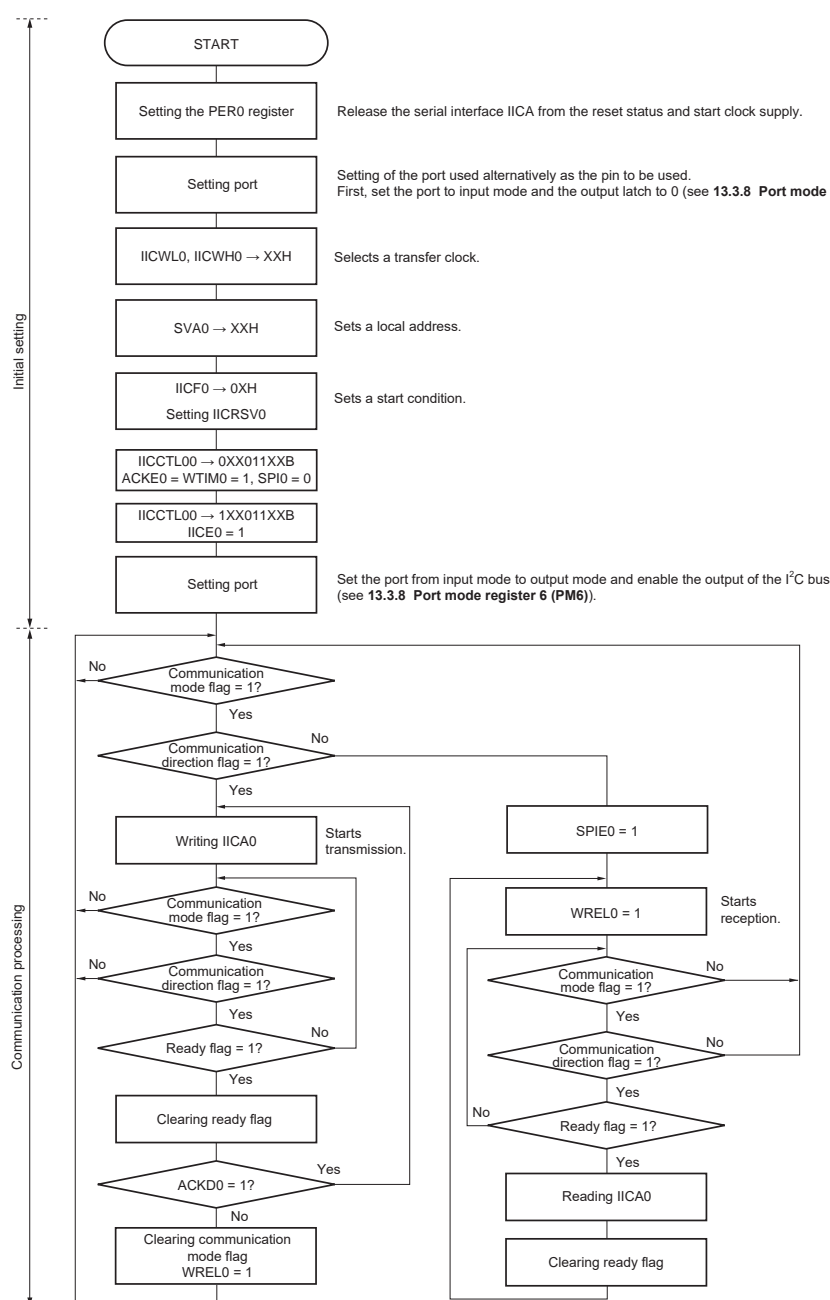 START
Setting the PER0 register
Release the serial interface IICA from the reset status and start clock supply.
Setting port
Setting of the port used alternatively as the pin to be used.
First, set the port to input mode and the output latch to 0 (see 13.3.8 Port mode
IICWL0, IICWH0 → XXH
Selects a transfer clock.
SVA0 → XXH
Sets a local address.
IICF0 → 0XH
Setting IICRSV0
Sets a start condition.
IICCTL00 → 0XX011XXB
ACKE0 = WTIM0 = 1, SPI0 = 0
IICCTL00 → 1XX011XXB
IICE0 = 1
Setting port
Set the port from input mode to output mode and enable the output of the I²C bus
(see 13.3.8 Port mode register 6 (PM6)).
Initial setting
Communication processing
No
Communication
mode flag = 1?
Yes
No
Communication
direction flag = 1?
Yes
Writing IICA0
Starts
transmission.
No
Communication
mode flag = 1?
Yes
No
Communication
direction flag = 1?
Yes
No
Ready flag = 1?
Yes
Clearing ready flag
Yes
ACKD0 = 1?
No
Clearing communication
mode flag
WREL0 = 1
SPIE0 = 1
WREL0 = 1
Starts
reception.
No
Communication
mode flag = 1?
Yes
No
Communication
direction flag = 1?
Yes
No
Ready flag = 1?
Yes
Reading IICA0
Clearing ready flag